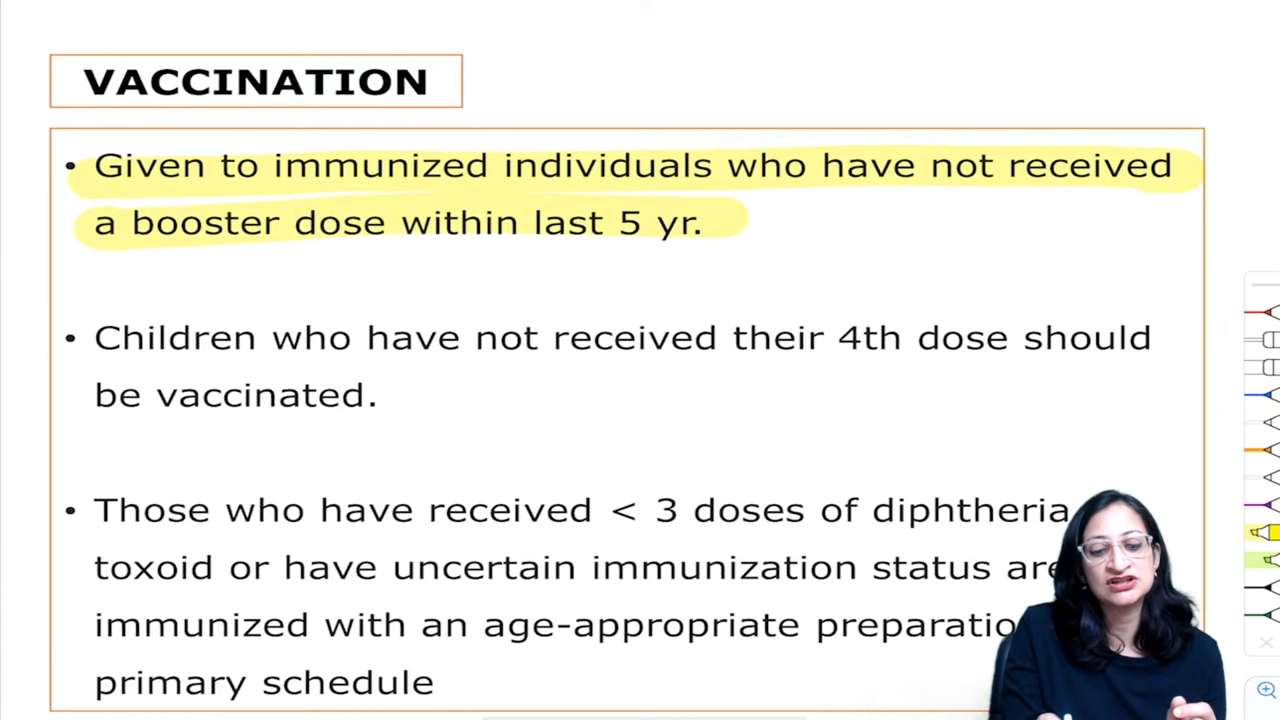 VACCINATION
• Given to immunized individuals who have not received
a booster dose within last 5 yr.
• Children who have not received their 4th dose should
be vaccinated.
• Those who have received < 3 doses of diphtheria
toxoid or have uncertain immunization status are
immunized with an age-appropriate
primary schedule